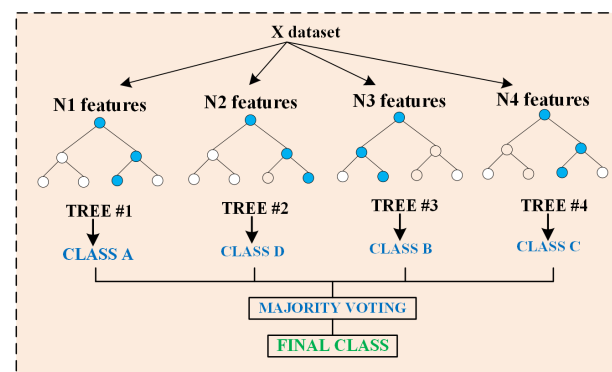 X dataset
N1 features
N2 features
N3 features
N4 features
TREE #1
TREE #2
TREE #3
TREE #4
CLASS A
CLASS D
CLASS B
CLASS C
MAJORITY VOTING
FINAL CLASS